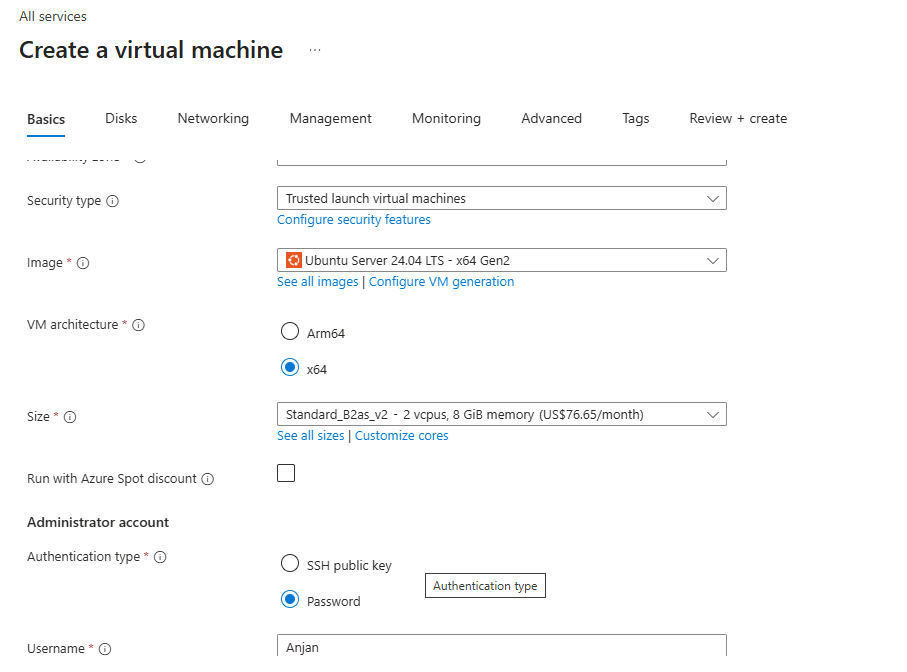 All services
Create a virtual machine ...
Basics Disks Networking Management Monitoring Advanced Tags Review + create
Security type
Trusted launch virtual machines
Configure security features
Image *
Ubuntu Server 24.04 LTS - x64 Gen2
See all images | Configure VM generation
VM architecture *
Arm64
x64
Size *
Standard_B2as_v2 - 2 vcpus, 8 GiB memory (US$76.65/month)
See all sizes | Customize cores
Run with Azure Spot discount
Administrator account
Authentication type *
SSH public key
Authentication type
Password
Username *
Anjan